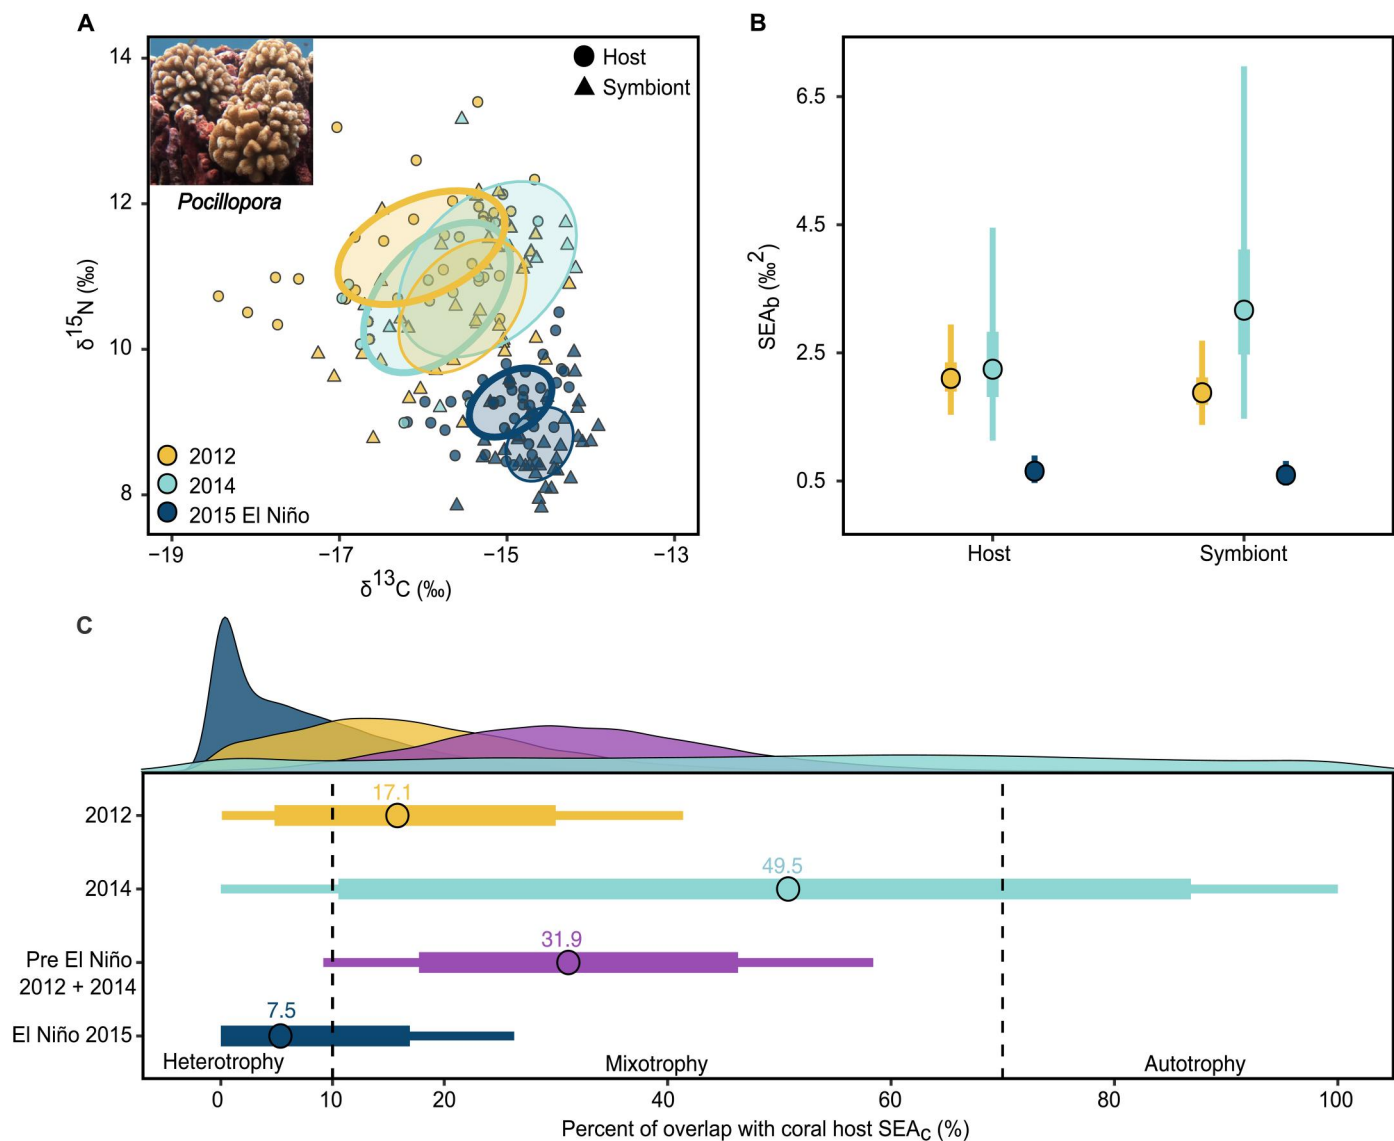 A
14
12
10
8
δ15N (‰)
Pocillopora
Host
Symbiont
2012
2014
2015 El Niño
−19
−17
−15
−13
δ13C (‰)
B
6.5
4.5
2.5
0.5
SEAb (‰2)
Host
Symbiont
C
2012
17.1
2014
49.5
Pre El Niño
2012 + 2014
31.9
El Niño 2015
7.5
Heterotrophy
Mixotrophy
Autotrophy
0
10
20
40
60
80
100
Percent of overlap with coral host SEAC (%)